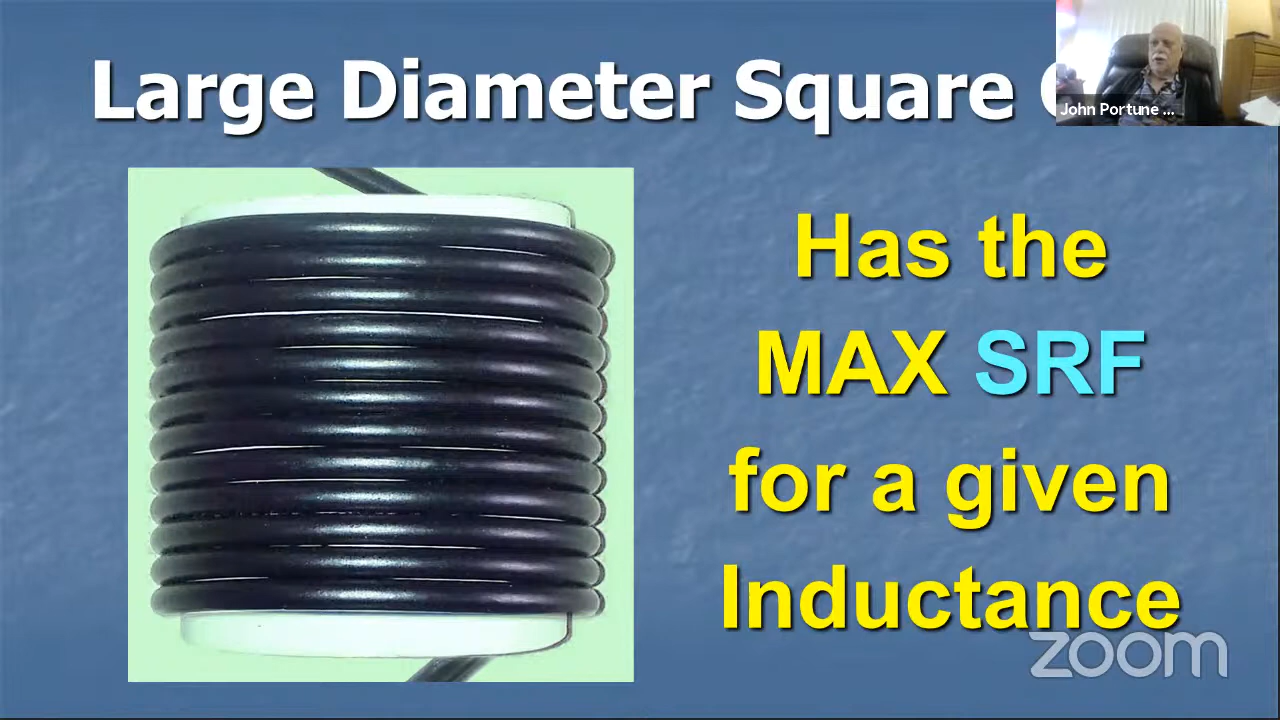 Large Diameter Square
John Portune ...
Has the
MAX SRF
for a given
Inductance
zoom